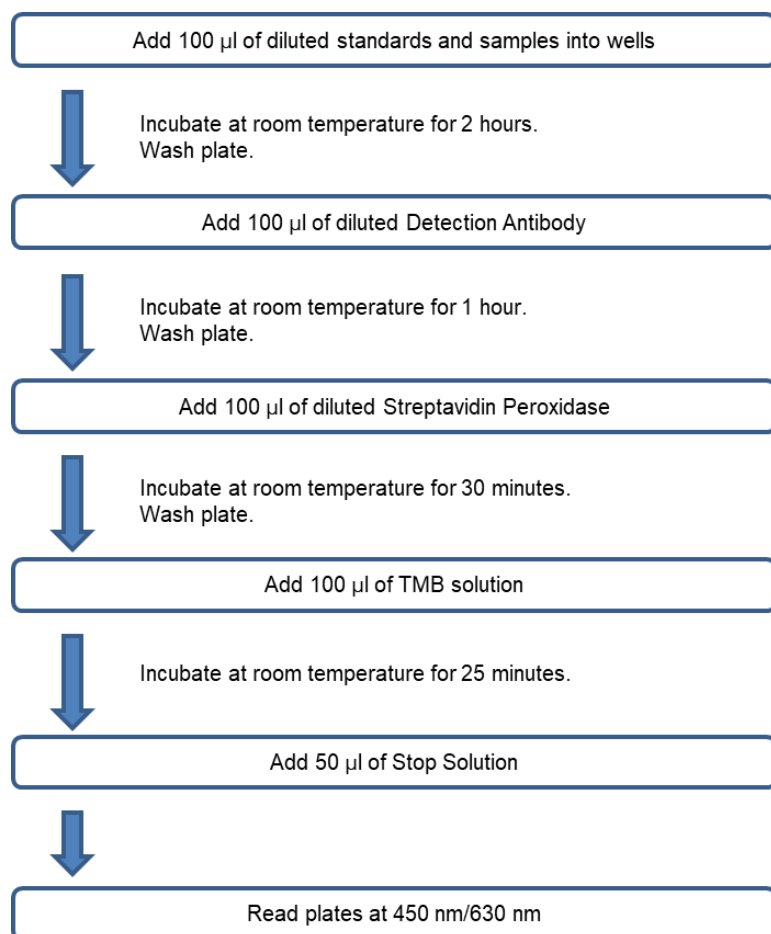 Add 100 µl of diluted standards and samples into wells
Incubate at room temperature for 2 hours.
Wash plate.
Add 100 µl of diluted Detection Antibody
Incubate at room temperature for 1 hour.
Wash plate.
Add 100 µl of diluted Streptavidin Peroxidase
Incubate at room temperature for 30 minutes.
Wash plate.
Add 100 µl of TMB solution
Incubate at room temperature for 25 minutes.
Add 50 µl of Stop Solution
Read plates at 450 nm/630 nm